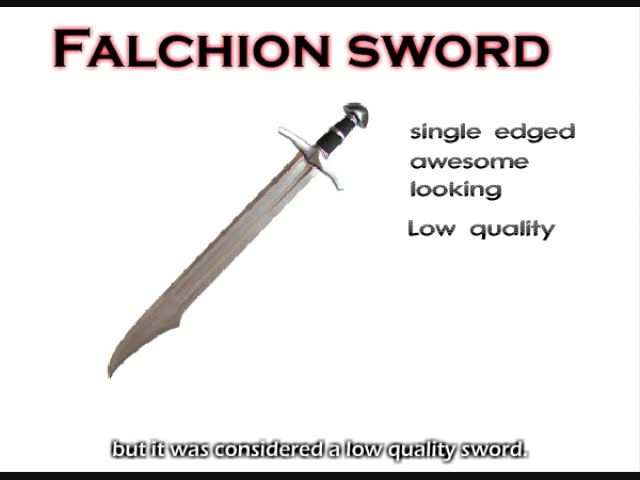 FALCHION SWORD
single edged
awesome
looking
Low quality
but it was considered a low quality sword.